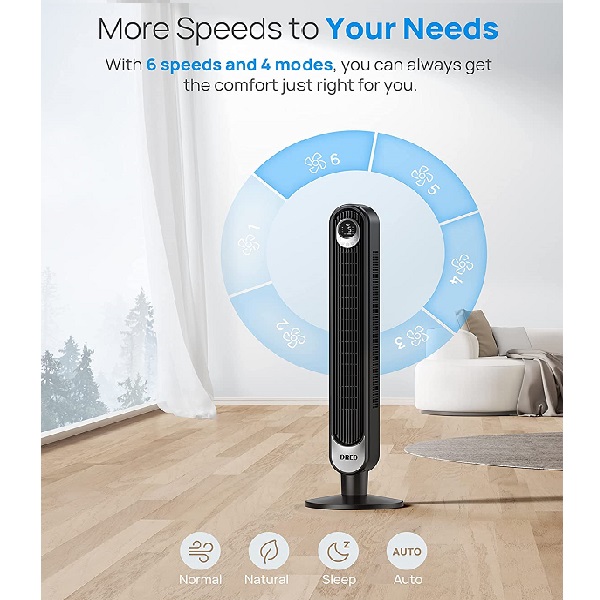 More Speeds to Your Needs
With 6 speeds and 4 modes, you can always get
the comfort just right for you.
6
5
1
4
2
3
DREO
Normal
Natural
Z
Sleep
AUTO
Auto